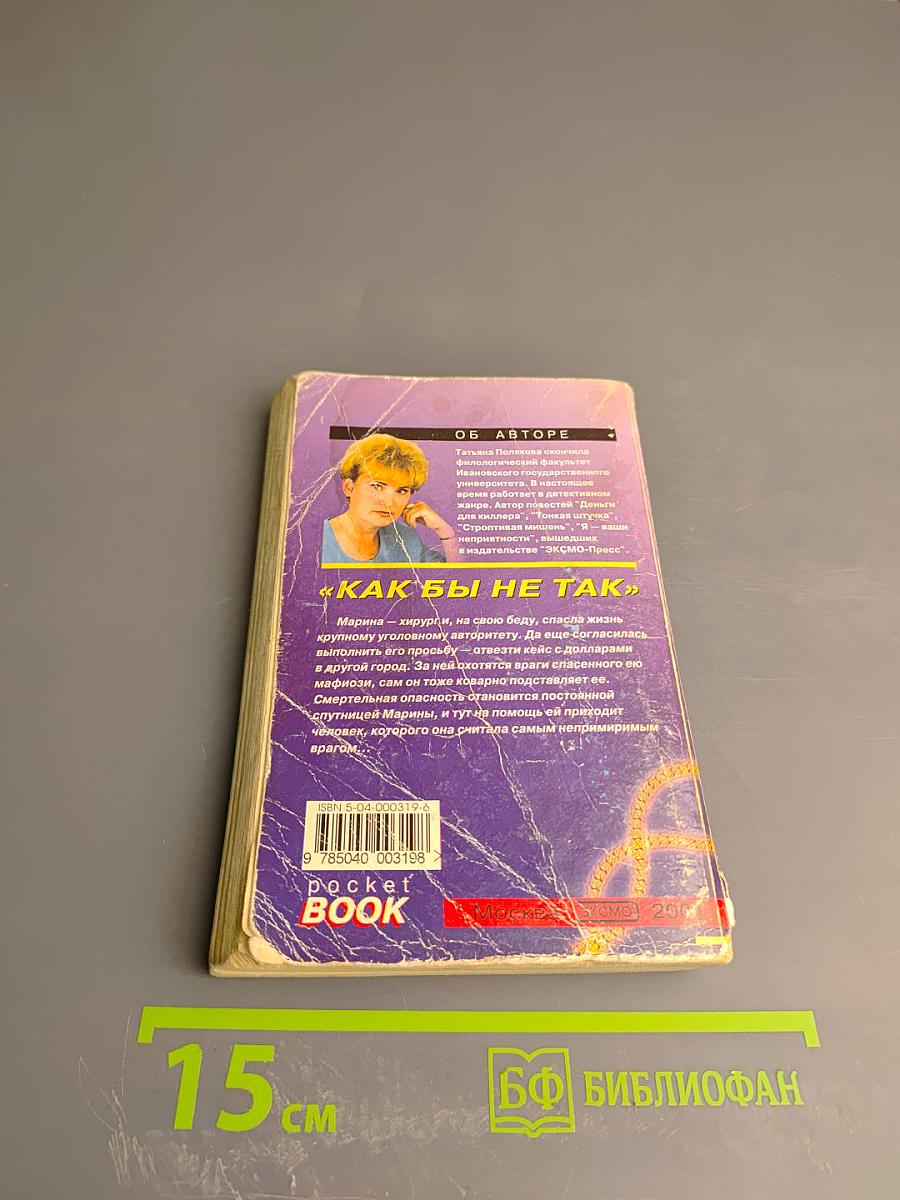 ОБ АВТОРЕ
Татьяна Полякова окончила
филологический факультет
Ивановского государственного
университета. В настоящее
время работает в детективном
жанре. Автор повестей "Деньги
для киллера", "Тонкая штучка",
"Строптивая мишень", "Я — ваши
неприятности", вышедших
в издательстве "ЭКСМО-Пресс".
«КАК БЫ НЕ ТАК»
Марина — хирург и, на свою беду, спасла жизнь
крупному уголовному авторитету. Да еще согласилась
выполнить его просьбу — отвезти кейс с долларами
в другой город. За ней охотятся враги спасенного ею
мафиози, сам он тоже коварно подставляет ее.
Смертельная опасность становится постоянной
спутницей Марины, и тут на помощь ей приходит
человек, которого она считала самым непримиримым
врагом...
ISBN 5-04-000319-6
9 785040 003198 >
pocket
BOOK
Москва ЭКСМО
15 см
БФ БИБЛИОФАН